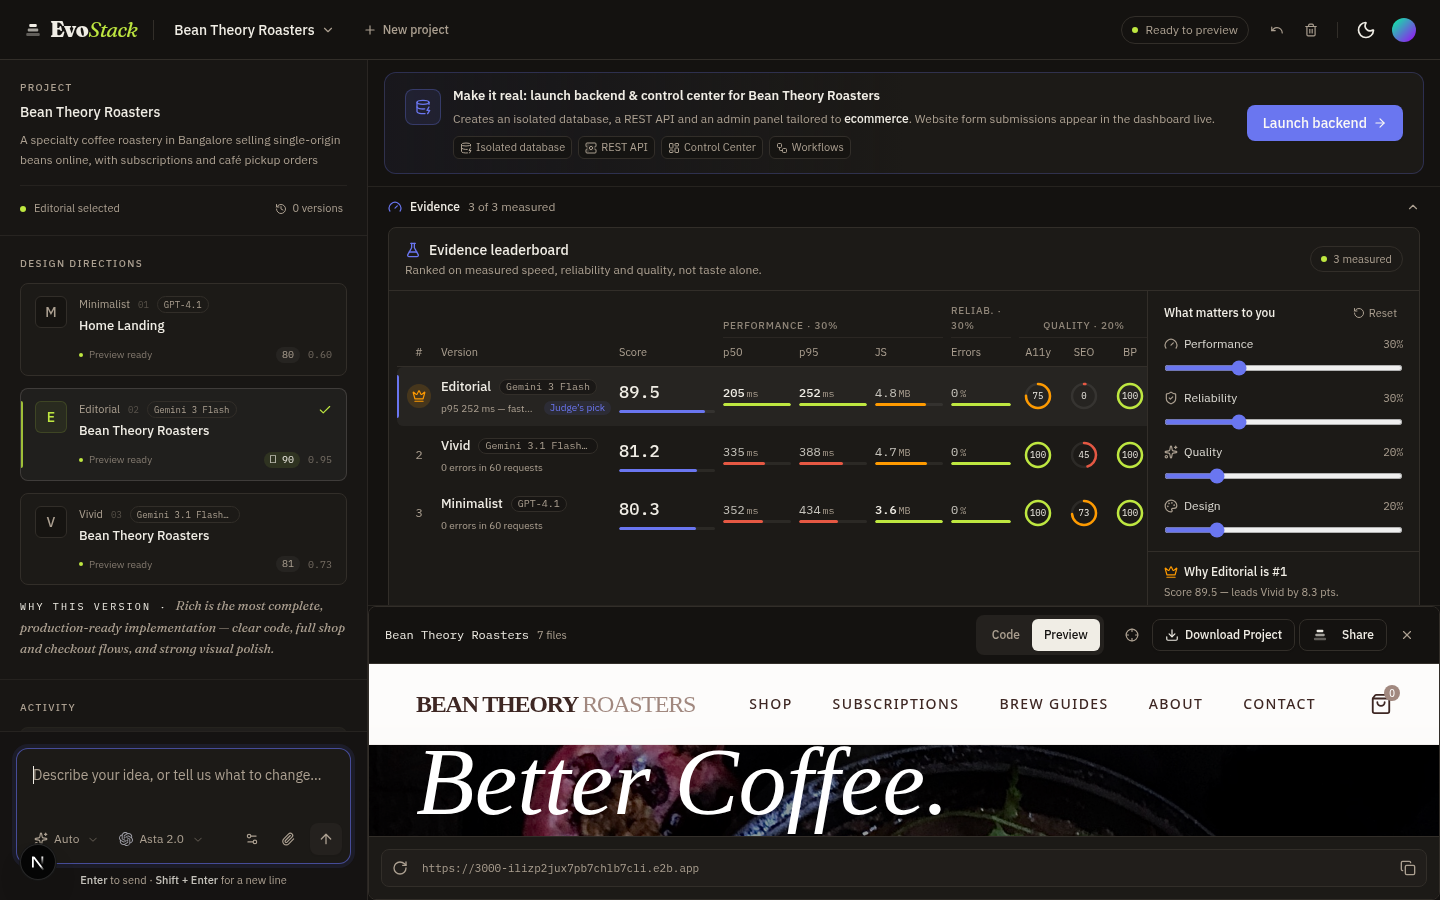 EvoStack
Bean Theory Roasters
New project
Ready to preview
PROJECT
Bean Theory Roasters
A specialty coffee roastery in Bangalore selling single-origin
beans online, with subscriptions and café pickup orders
Editorial selected
0 versions
DESIGN DIRECTIONS
M
Minimalist 01 GPT-4.1
Home Landing
Preview ready 80 0.60
E
Editorial 02 Gemini 3 Flash
Bean Theory Roasters
Preview ready 90 0.95
V
Vivid 03 Gemini 3.1 Flash…
Bean Theory Roasters
Preview ready 81 0.73
WHY THIS VERSION · Rich is the most complete,
production-ready implementation — clear code, full shop
and checkout flows, and strong visual polish.
ACTIVITY
Describe your idea, or tell us what to change...
Auto
Asta 2.0
N
Enter to send · Shift + Enter for a new line
Make it real: launch backend & control center for Bean Theory Roasters
Creates an isolated database, a REST API and an admin panel tailored to ecommerce. Website form submissions appear in the dashboard live.
Isolated database
REST API
Control Center
Workflows
Launch backend
Evidence 3 of 3 measured
Evidence leaderboard
Ranked on measured speed, reliability and quality, not taste alone.
3 measured
PERFORMANCE · 30%
RELIAB. ·
30%
QUALITY · 20%
# Version Score p50 p95 JS Errors A11y SEO BP
Editorial Gemini 3 Flash 89.5 205 ms 252 ms 4.8 MB 0 % 75 0 100
p95 252 ms — fast… Judge's pick
2 Vivid Gemini 3.1 Flash… 81.2 335 ms 388 ms 4.7 MB 0 % 100 45 100
0 errors in 60 requests
3 Minimalist GPT-4.1 80.3 352 ms 434 ms 3.6 MB 0 % 100 73 100
0 errors in 60 requests
What matters to you
Reset
Performance 30%
Reliability 30%
Quality 20%
Design 20%
Why Editorial is #1
Score 89.5 — leads Vivid by 8.3 pts.
Bean Theory Roasters 7 files
Code
Preview
Download Project
Share
BEAN THEORY ROASTERS
SHOP
SUBSCRIPTIONS
BREW GUIDES
ABOUT
CONTACT
0
Better Coffee.
https://3000-ilizp2jux7pb7chlb7cli.e2b.app